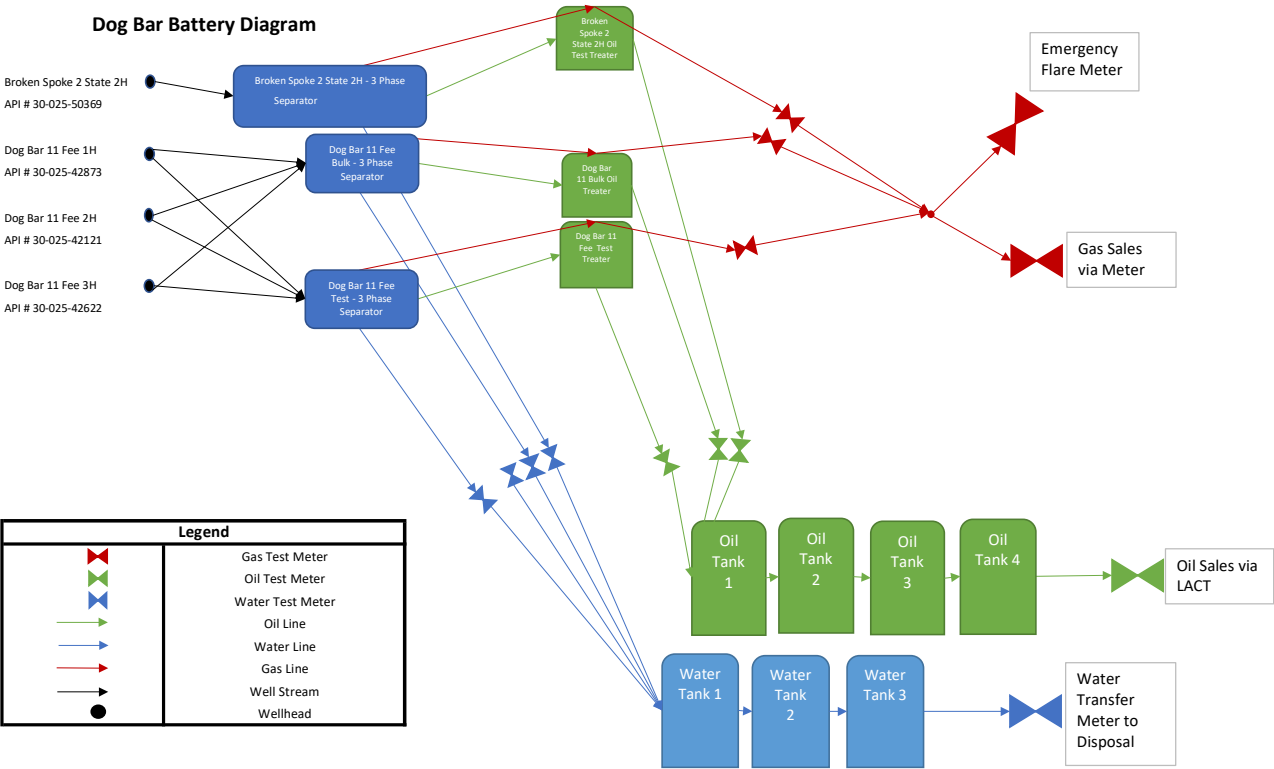 Dog Bar Battery Diagram
Broken Spoke 2 State 2H
API # 30-025-50369
Dog Bar 11 Fee 1H
API # 30-025-42873
Dog Bar 11 Fee 2H
API # 30-025-42121
Dog Bar 11 Fee 3H
API # 30-025-42622
Broken Spoke 2 State 2H - 3 Phase
Separator
Dog Bar 11 Fee
Bulk - 3 Phase
Separator
Dog Bar 11 Fee
Test - 3 Phase
Separator
Broken
Spoke 2
State 2H Oil
Test Treater
Dog Bar
11 Bulk Oil
Treater
Dog Bar 11
Fee Test
Treater
Emergency
Flare Meter
Gas Sales
via Meter
Oil
Tank
1
Oil
Tank
2
Oil
Tank
3
Oil
Tank 4
Oil Sales via
LACT
Water
Tank 1
Water
Tank
2
Water
Tank 3
Water
Transfer
Meter to
Disposal
Legend
Gas Test Meter
Oil Test Meter
Water Test Meter
Oil Line
Water Line
Gas Line
Well Stream
Wellhead